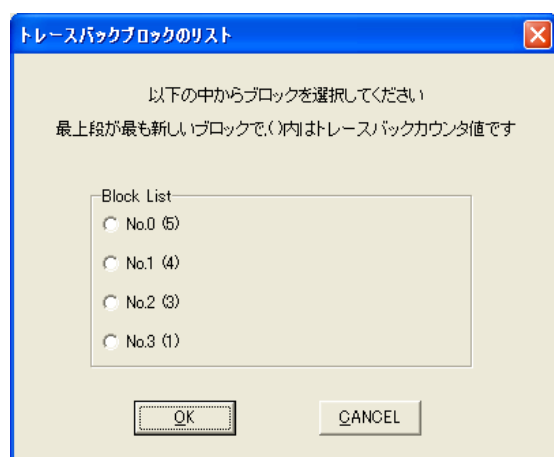 トレースバックブロックのリスト
以下の中からブロックを選択してください
最上段が最も新しいブロックで,( )内はトレースバックカウンタ値です
Block List
No.0 (5)
No.1 (4)
No.2 (3)
No.3 (1)
OK
CANCEL